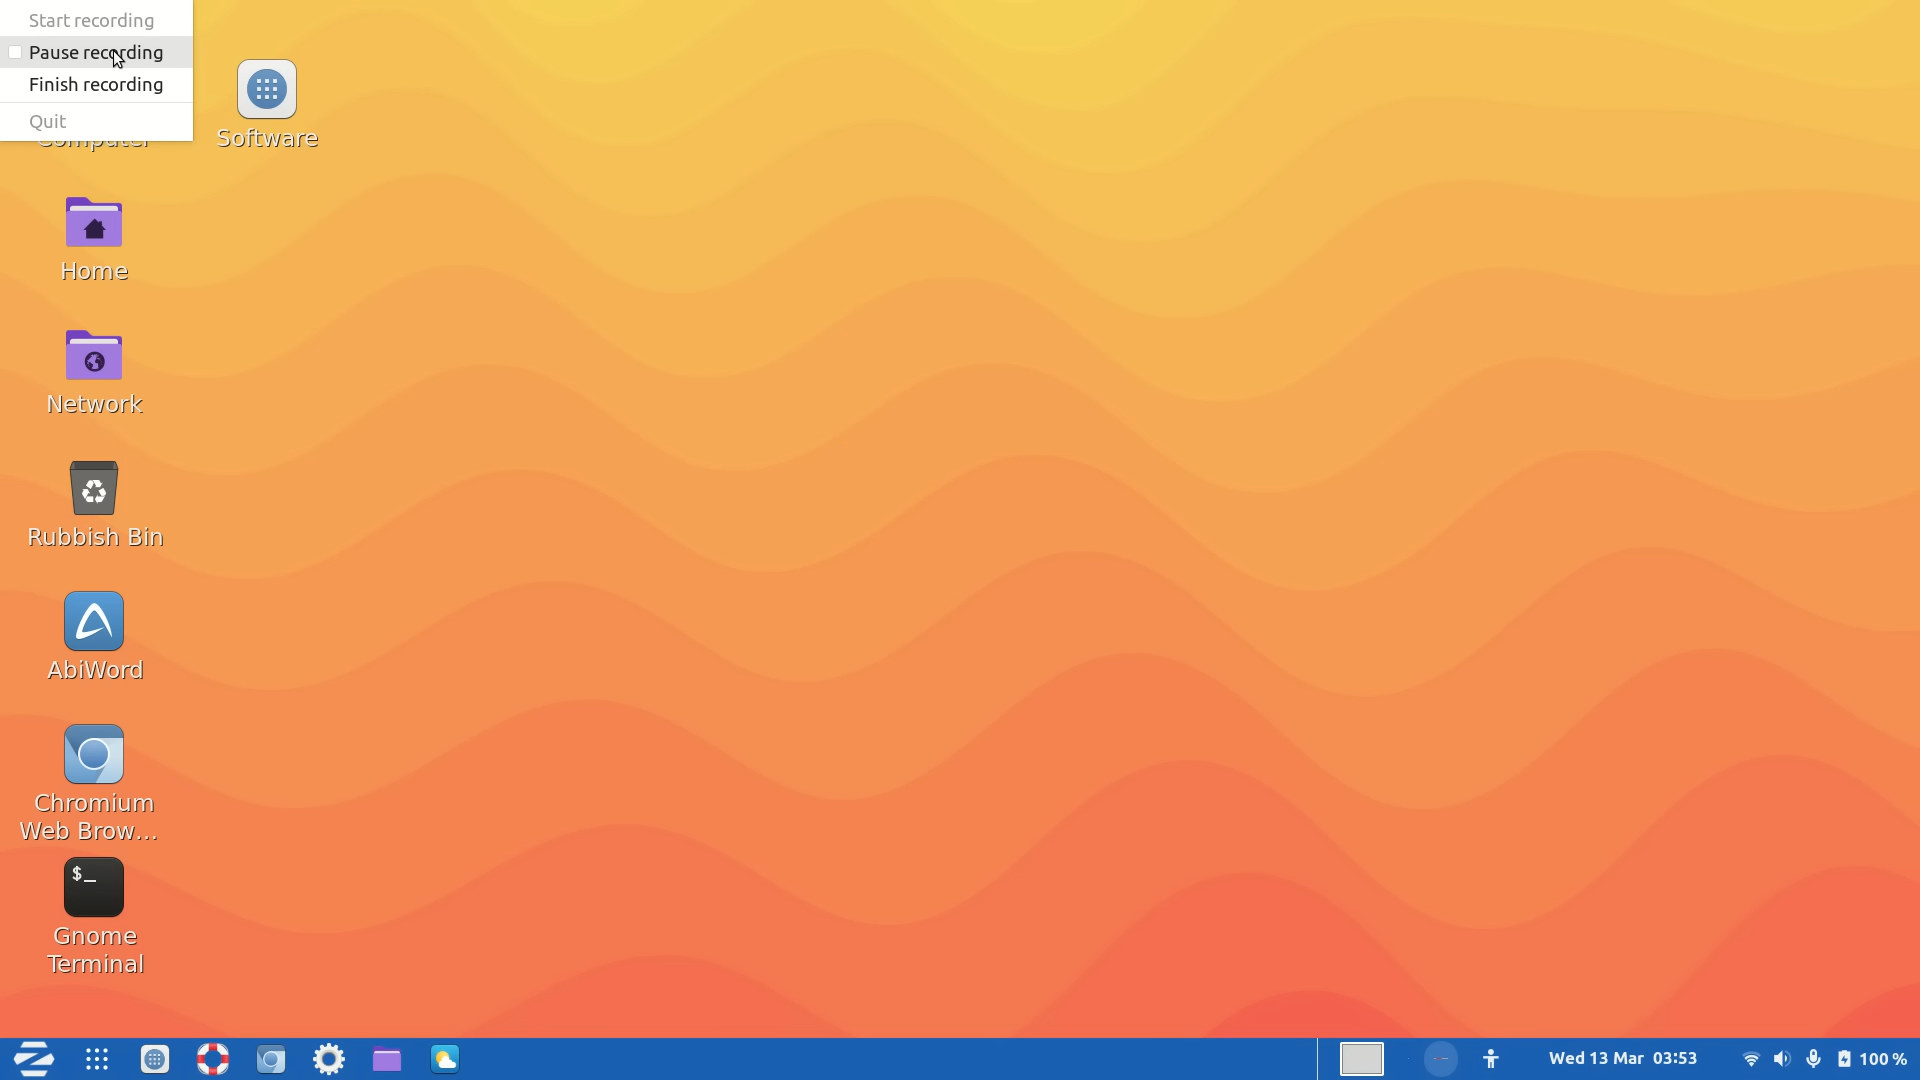 Start recording
Pause recording
Finish recording
Quit
Computer
Software
Home
Network
Rubbish Bin
AbiWord
Chromium
Web Brow...
$_
Gnome
Terminal
Wed 13 Mar 03:53
100 %